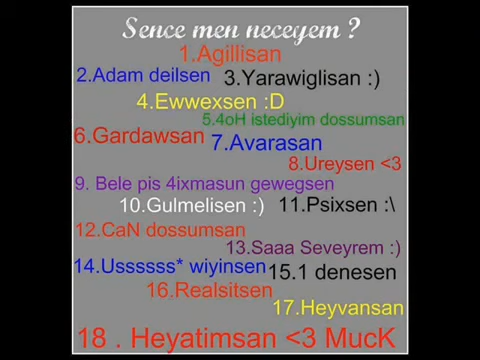 Sence men neceyem ?
1.Agillisan
2.Adam deilsen
3.Yarawiglisan :)
4.Ewwexsen :D
5.4oH istediyim dossumsan
6.Gardawsan
7.Avarasan
8.Ureysen <3
9. Bele pis 4ixmasun gewegsen
10.Gulmelisen :)
11.Psixsen :\
12.CaN dossumsan
13.Saaa Seveyrem :)
14.Ussssss* wiyinsen
15.1 denesen
16.Realsitsen
17.Heyvansan
18 . Heyatimsan <3 MucK